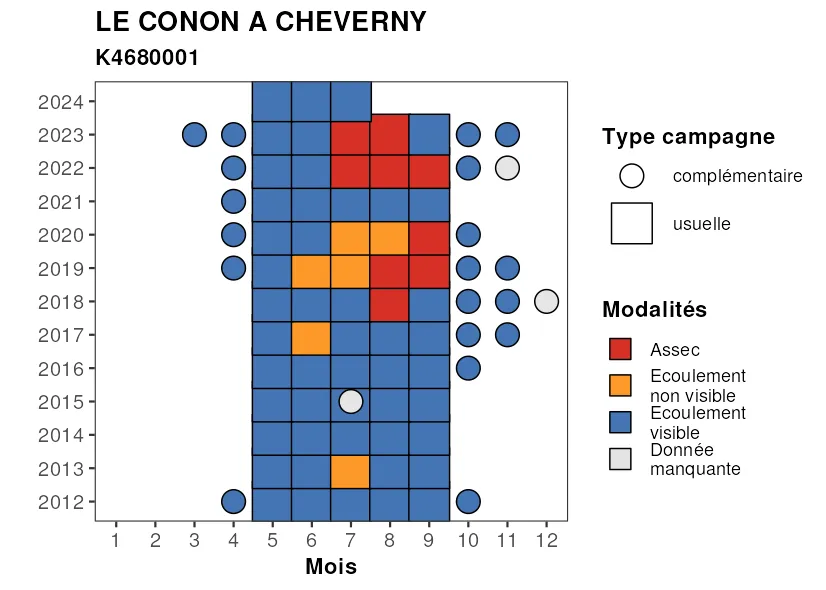 LE CONON A CHEVERNY
K4680001
2024
2023
2022
2021
2020
2019
2018
2017
2016
2015
2014
2013
2012
1 2 3 4 5 6 7 8 9 10 11 12
Mois
Type campagne
complémentaire
usuelle
Modalités
Assec
Ecoulement
non visible
Ecoulement
visible
Donnée
manquante